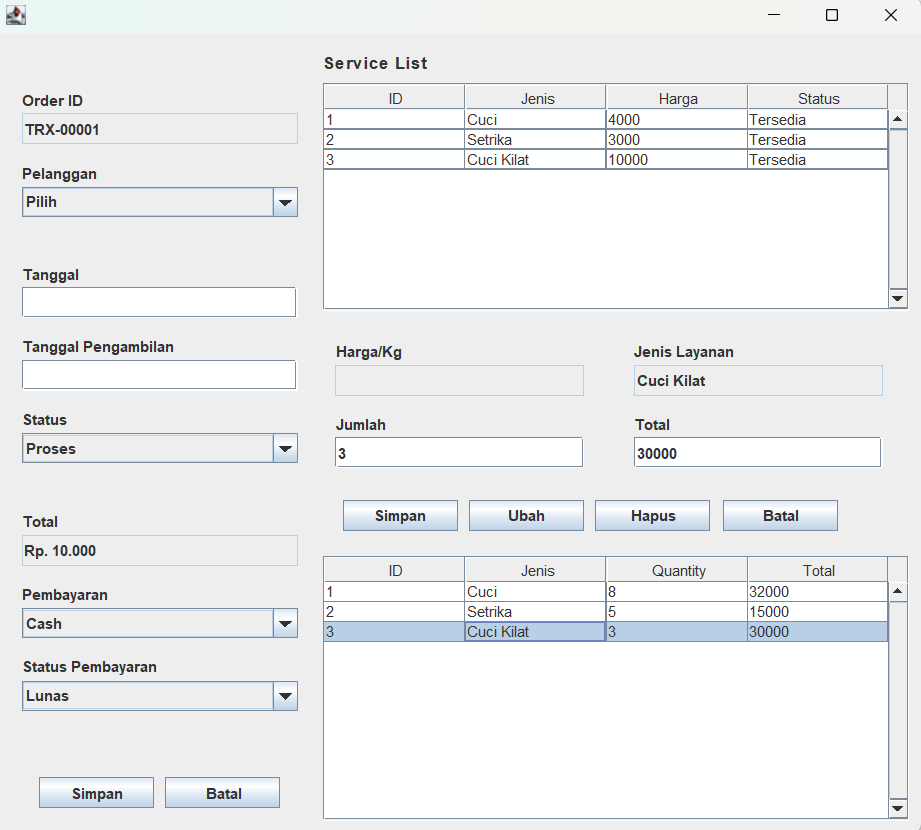 Order ID
TRX-00001
Pelanggan
Pilih
Tanggal
Tanggal Pengambilan
Status
Proses
Total
Rp. 10.000
Pembayaran
Cash
Status Pembayaran
Lunas
Simpan Batal
Service List
ID Jenis Harga Status
1 Cuci 4000 Tersedia
2 Setrika 3000 Tersedia
3 Cuci Kilat 10000 Tersedia
Harga/Kg Jenis Layanan
Cuci Kilat
Jumlah Total
3 30000
Simpan Ubah Hapus Batal
ID Jenis Quantity Total
1 Cuci 8 32000
2 Setrika 5 15000
3 Cuci Kilat 3 30000